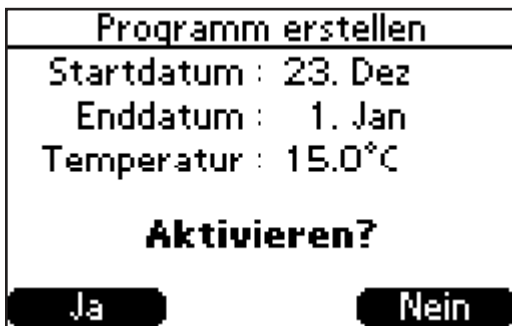 Programm erstellen
Startdatum : 23. Dez
Enddatum : 1. Jan
Temperatur : 15.0°C
Aktivieren?
Ja Nein